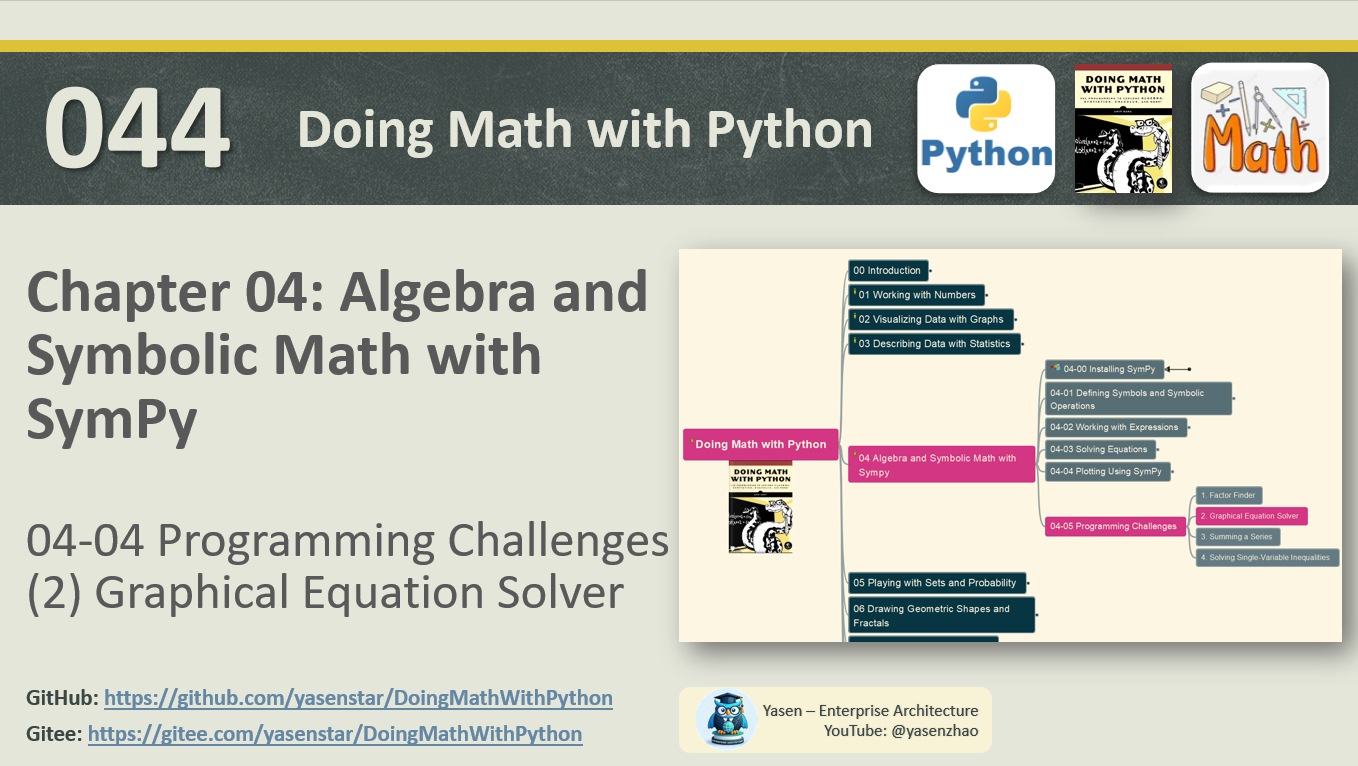 044
Doing Math with Python
Python
DOING MATH
WITH PYTHON
Math
Chapter 04: Algebra and
Symbolic Math with
SymPy
04-04 Programming Challenges
(2) Graphical Equation Solver
GitHub: https://github.com/yasenstar/DoingMathWithPython
Gitee: https://gitee.com/yasenstar/DoingMathWithPython
Doing Math with Python
DOING MATH
WITH PYTHON
00 Introduction
01 Working with Numbers
02 Visualizing Data with Graphs
03 Describing Data with Statistics
04 Algebra and Symbolic Math with
Sympy
04-00 Installing SymPy
04-01 Defining Symbols and Symbolic
Operations
04-02 Working with Expressions
04-03 Solving Equations
04-04 Plotting Using SymPy
04-05 Programming Challenges
1. Factor Finder
2. Graphical Equation Solver
3. Summing a Series
4. Solving Single-Variable Inequalities
05 Playing with Sets and Probability
06 Drawing Geometric Shapes and
Fractals
Yasen – Enterprise Architecture
YouTube: @yasenzhao